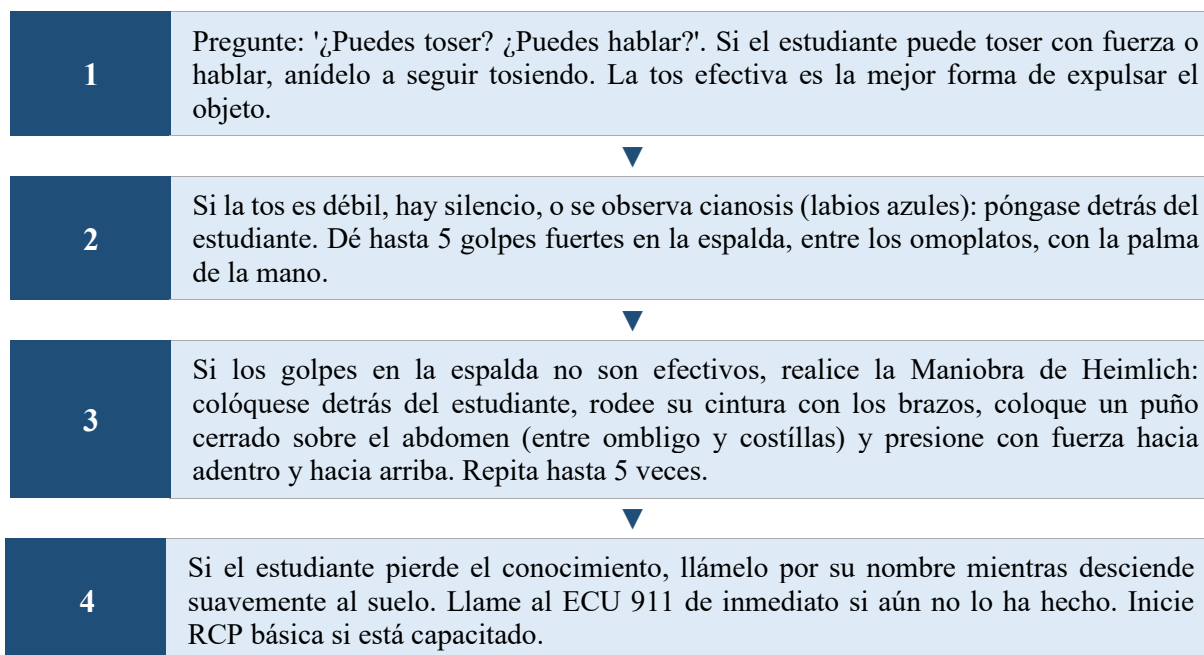 1
Pregunte: '¿Puedes toser? ¿Puedes hablar?'. Si el estudiante puede toser con fuerza o
hablar, anídelo a seguir tosiendo. La tos efectiva es la mejor forma de expulsar el
objeto.
2
Si la tos es débil, hay silencio, o se observa cianosis (labios azules): póngase detrás del
estudiante. Dé hasta 5 golpes fuertes en la espalda, entre los omoplatos, con la palma
de la mano.
3
Si los golpes en la espalda no son efectivos, realice la Maniobra de Heimlich:
colóquese detrás del estudiante, rodee su cintura con los brazos, coloque un puño
cerrado sobre el abdomen (entre ombligo y costíllas) y presione con fuerza hacia
adentro y hacia arriba. Repita hasta 5 veces.
4
Si el estudiante pierde el conocimiento, llámelo por su nombre mientras desciende
suavemente al suelo. Llame al ECU 911 de inmediato si aún no lo ha hecho. Inicie
RCP básica si está capacitado.